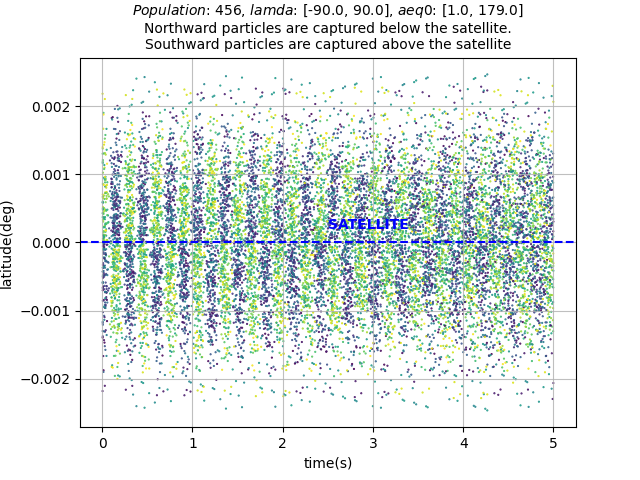 Population: 456, lamda: [-90.0, 90.0], aeq0: [1.0, 179.0]
Northward particles are captured below the satellite.
Southward particles are captured above the satellite
0.002
0.001
0.000
−0.001
−0.002
latitude(deg)
SATELLITE
0 1 2 3 4 5
time(s)